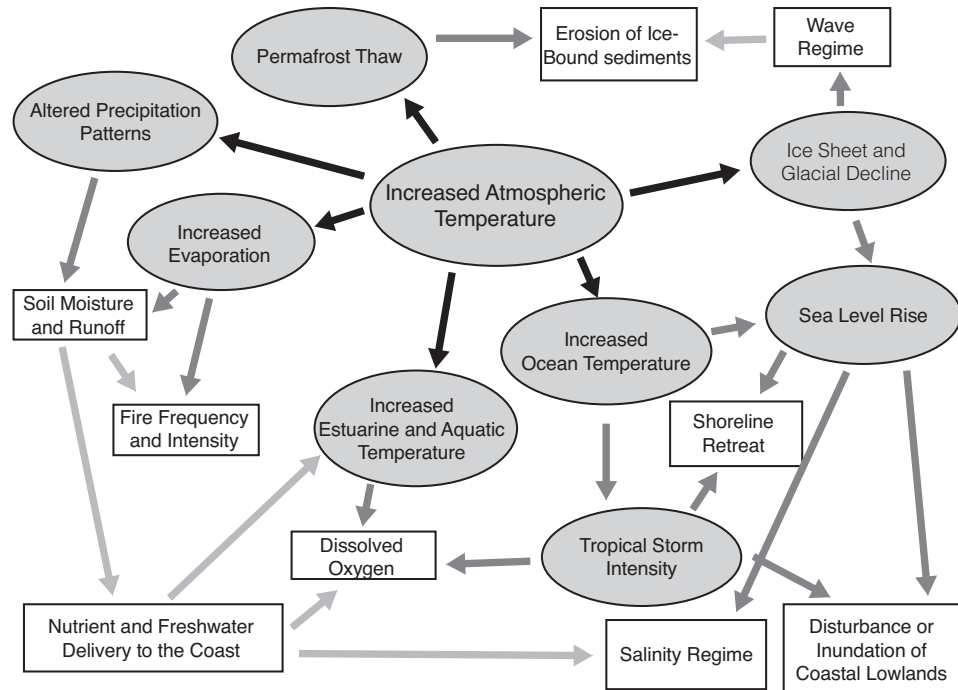 Permafrost Thaw
Erosion of Ice-
Bound sediments
Wave
Regime
Altered Precipitation
Patterns
Ice Sheet and
Glacial Decline
Increased Atmospheric
Temperature
Increased
Evaporation
Soil Moisture
and Runoff
Increased
Ocean Temperature
Sea Level Rise
Fire Frequency
and Intensity
Increased
Estuarine and Aquatic
Temperature
Shoreline
Retreat
Dissolved
Oxygen
Tropical Storm
Intensity
Nutrient and Freshwater
Delivery to the Coast
Salinity Regime
Disturbance or
Inundation of
Coastal Lowlands